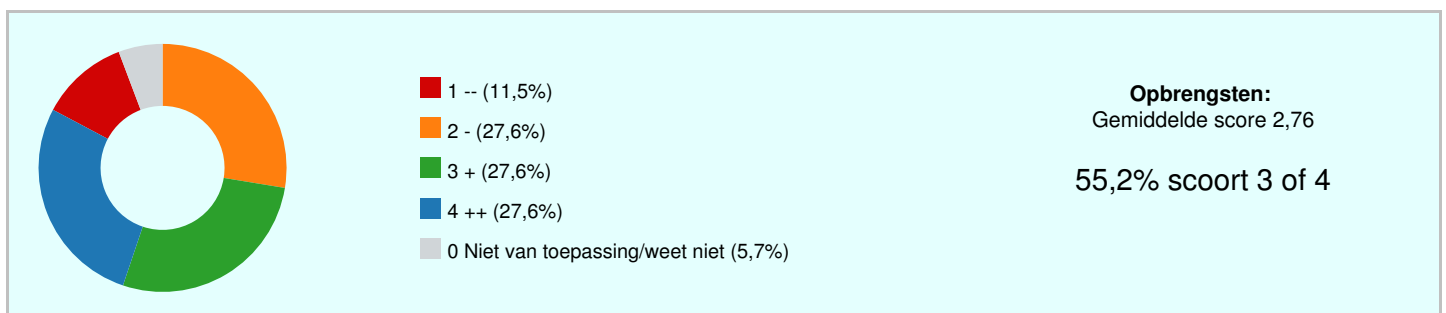 1 -- (11,5%)
2 - (27,6%)
3 + (27,6%)
4 ++ (27,6%)
0 Niet van toepassing/weet niet (5,7%)
Opbrengsten:
Gemiddelde score 2,76
55,2% scoort 3 of 4